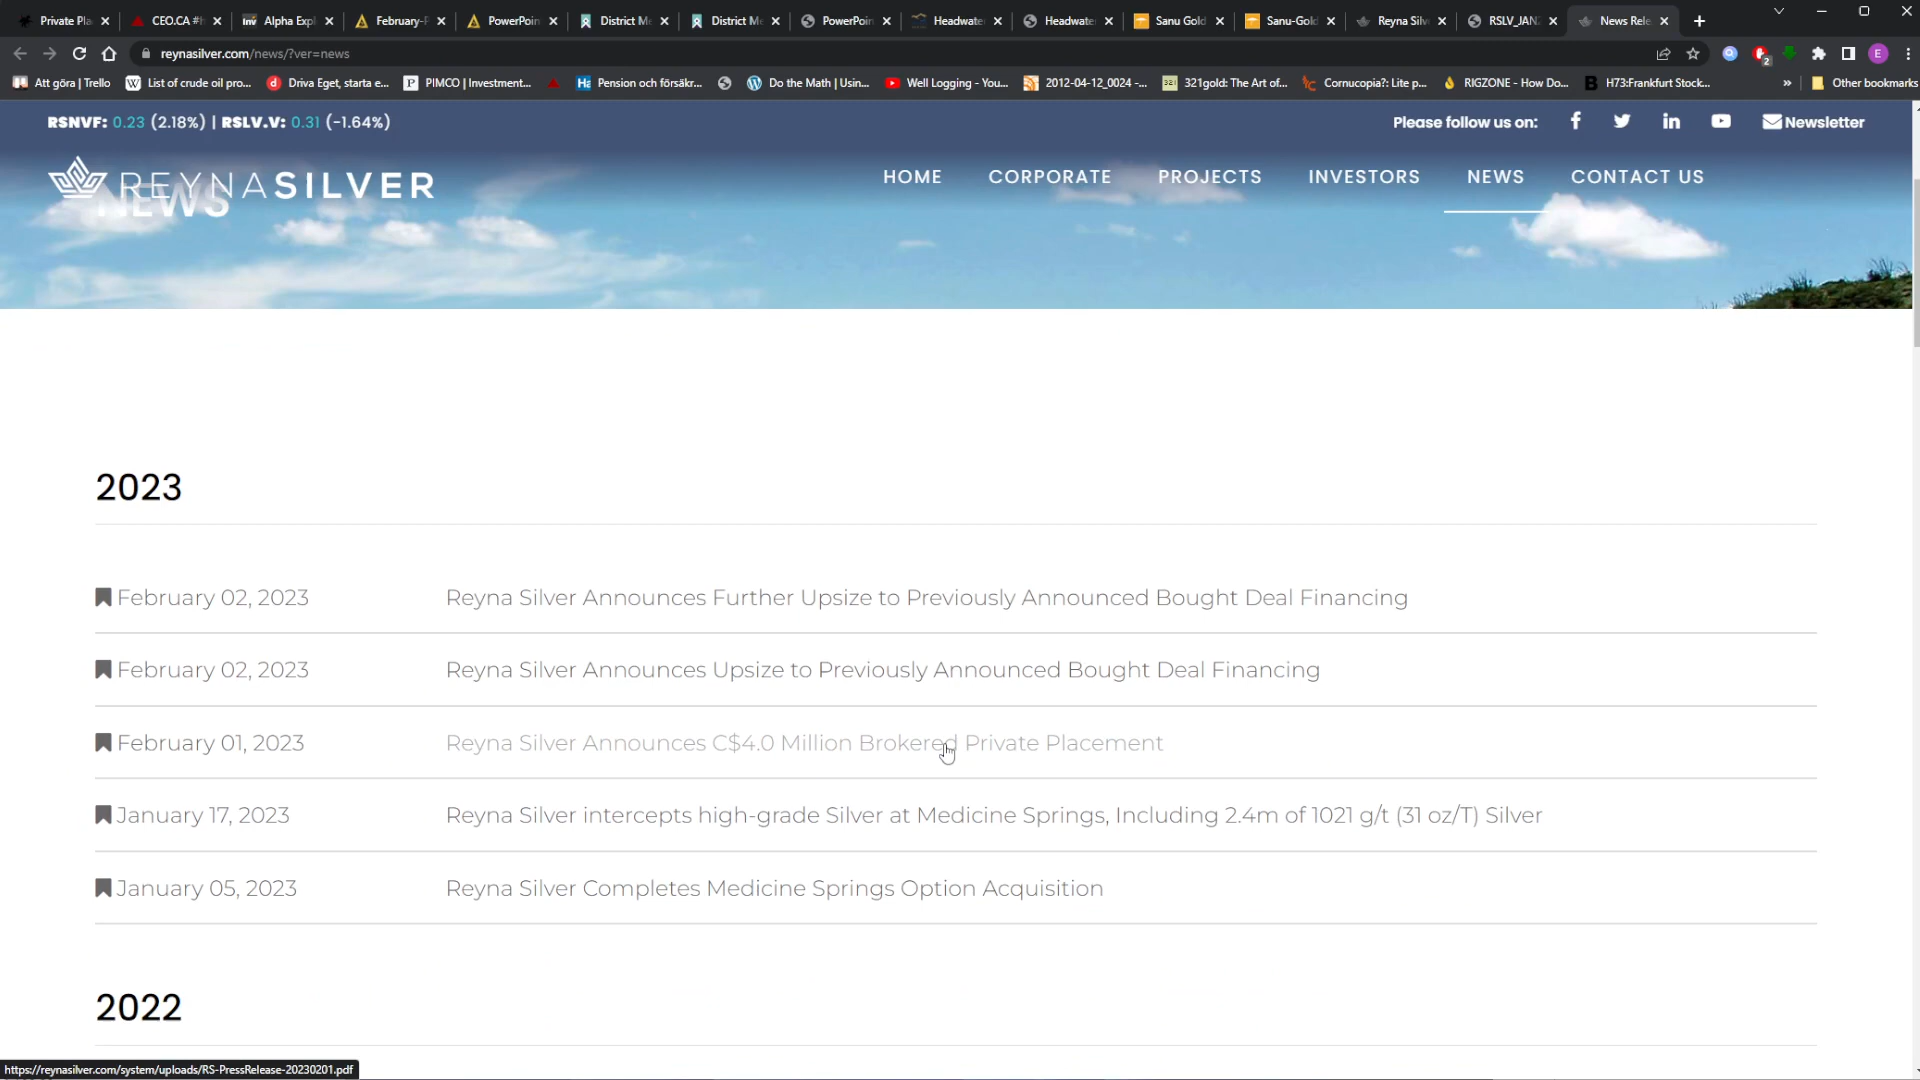 Private Pla CEO.CA #h Alpha Exp February-P PowerPoin District Me District Me PowerPoin Headwate Headwate Sanu Gold Sanu-Gold Reyna Silv RSLV_JAN News Rele
reynasilver.com/news/?ver=news
Att göra | Trello List of crude oil pro... Driva Eget, starta e... PIMCO | Investment... Pension och försäkr... Do the Math | Usin... Well Logging - You... 2012-04-12_0024 -... 321gold: The Art of... Cornucopia?: Lite p... RIGZONE - How Do... H73:Frankfurt Stock... » Other bookmarks
RSNVF: 0.23 (2.18%) | RSLV.V: 0.31 (-1.64%) Please follow us on: Newsletter
REYNASILVER HOME CORPORATE PROJECTS INVESTORS NEWS CONTACT US
NEWS
2023
February 02, 2023 Reyna Silver Announces Further Upsize to Previously Announced Bought Deal Financing
February 02, 2023 Reyna Silver Announces Upsize to Previously Announced Bought Deal Financing
February 01, 2023 Reyna Silver Announces C$4.0 Million Brokered Private Placement
January 17, 2023 Reyna Silver intercepts high-grade Silver at Medicine Springs, Including 2.4m of 1021 g/t (31 oz/T) Silver
January 05, 2023 Reyna Silver Completes Medicine Springs Option Acquisition
2022
https://reynasilver.com/system/uploads/RS-PressRelease-20230201.pdf